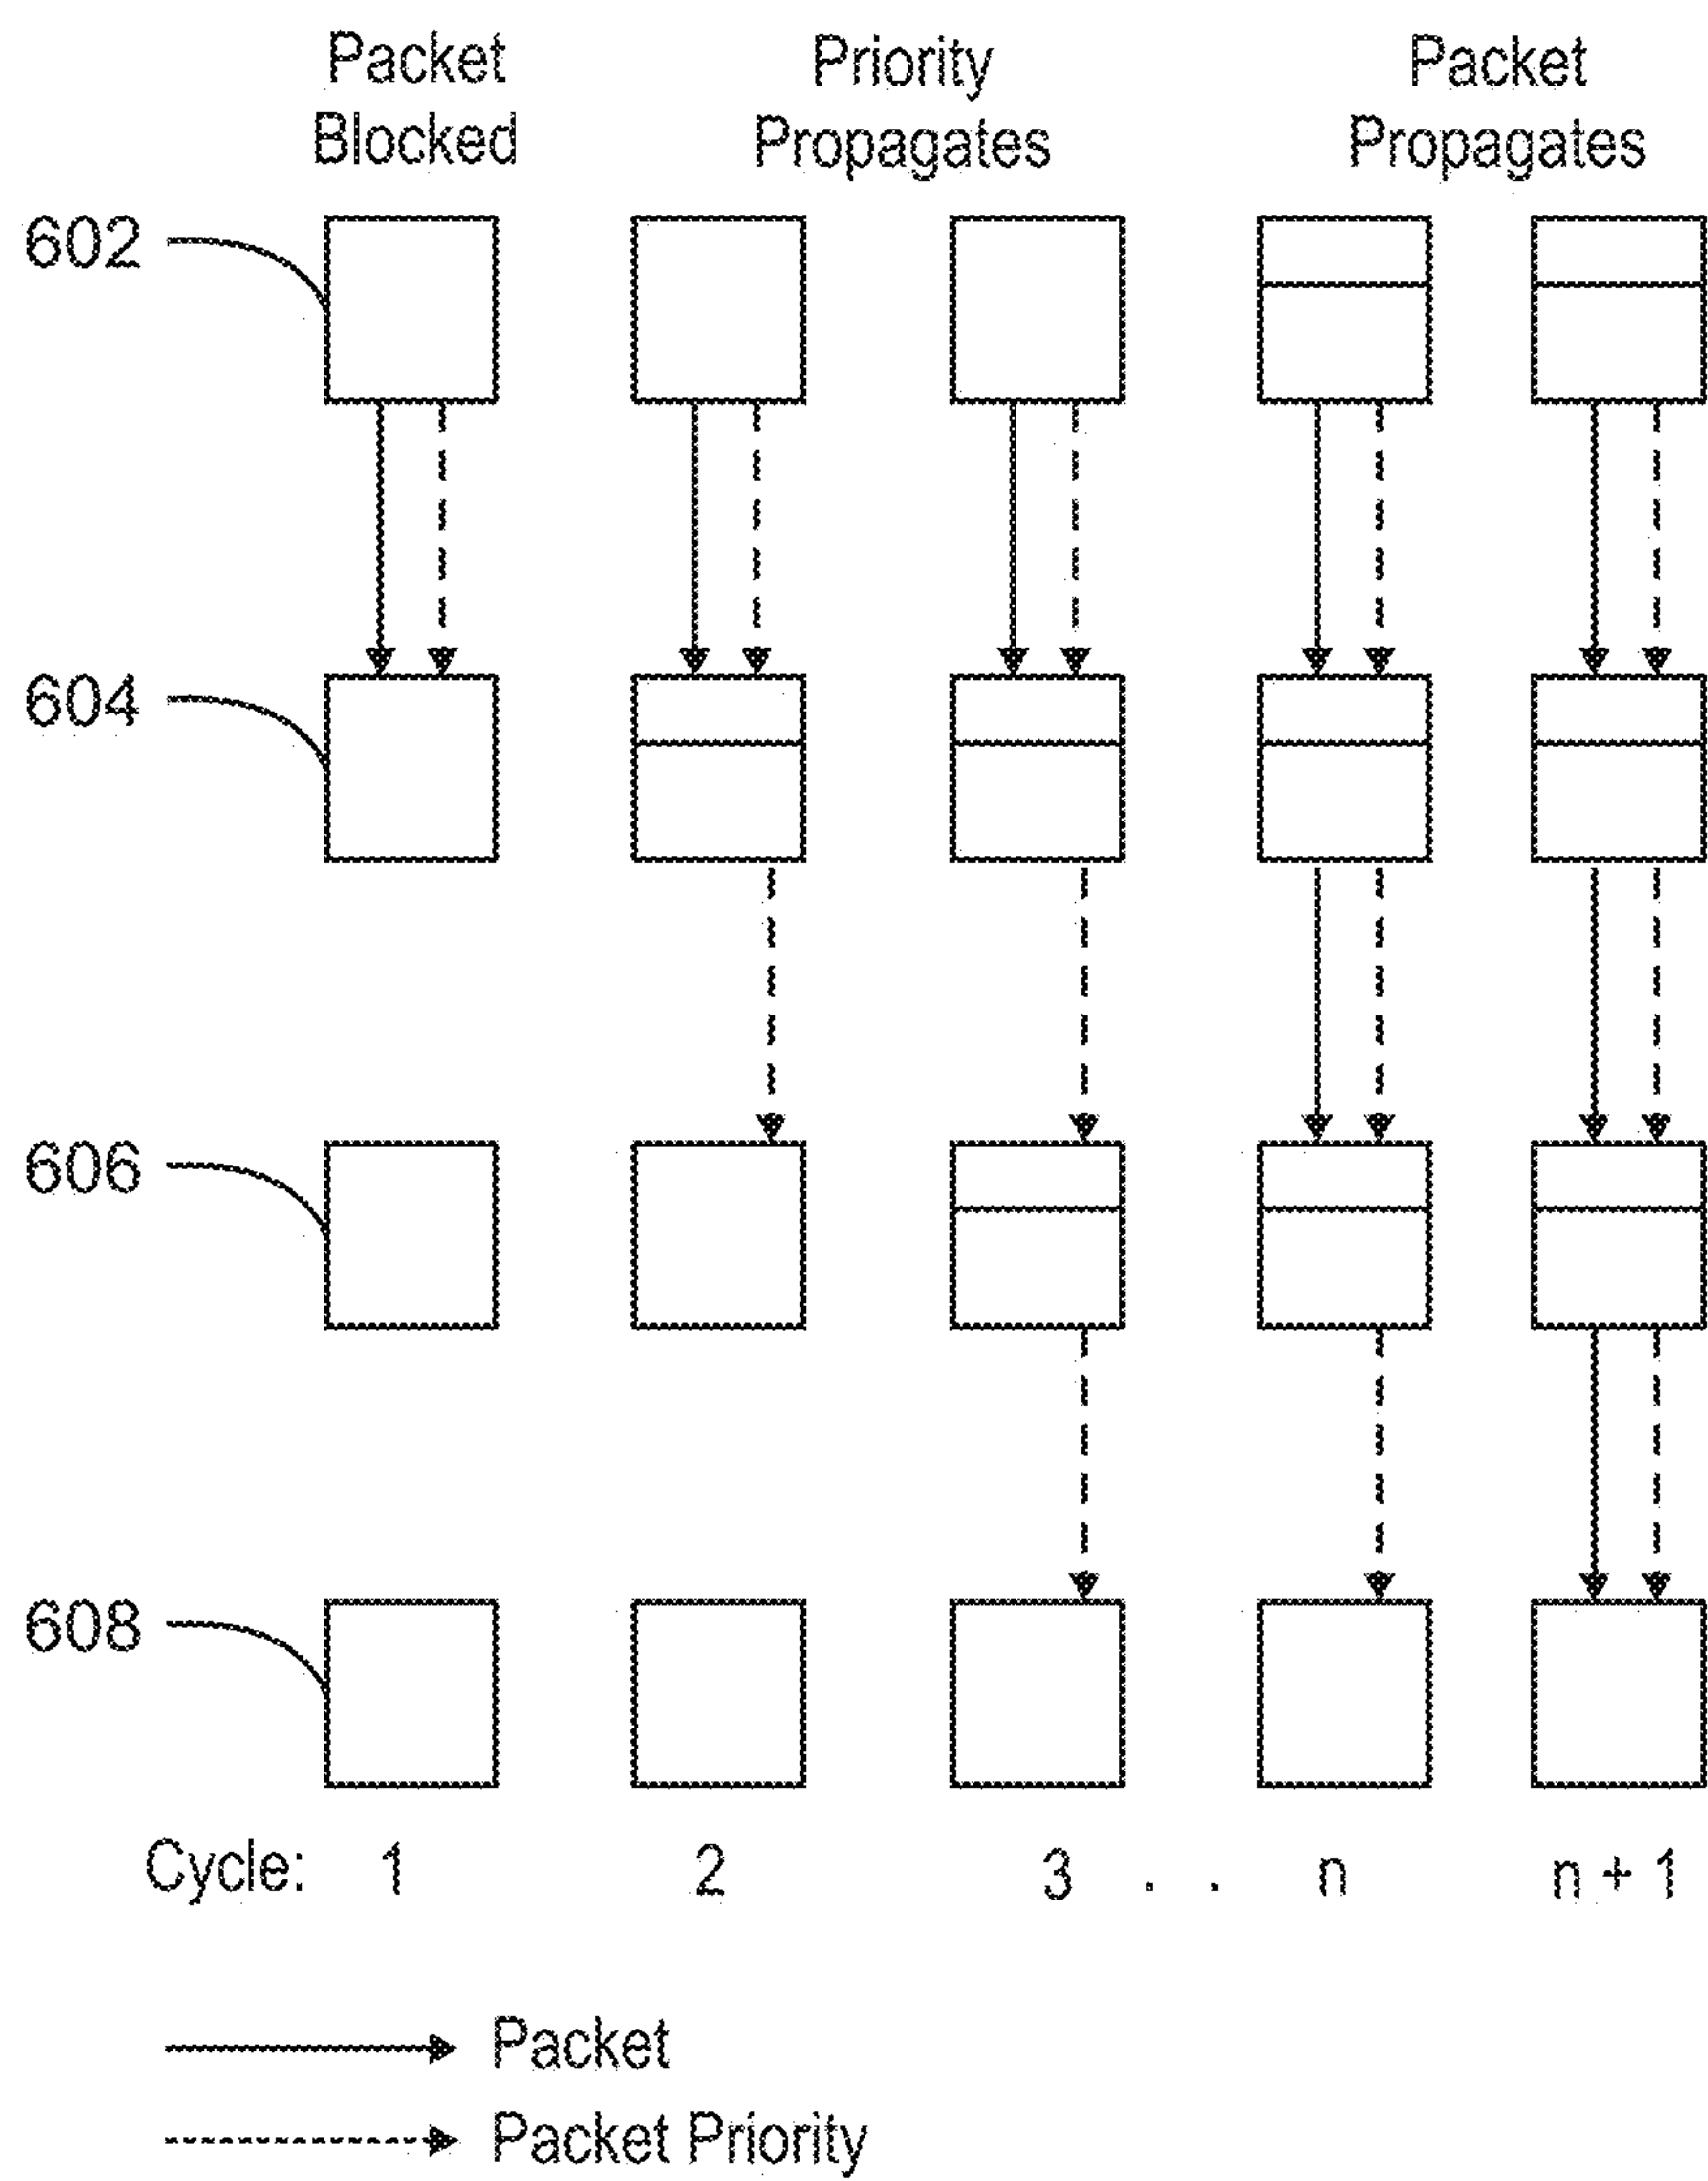 Packet Blocked
Priority Propagates
Packet Propagates
602
604
606
608
Cycle: 1 2 3 . . n n + 1
Packet
Packet Priority